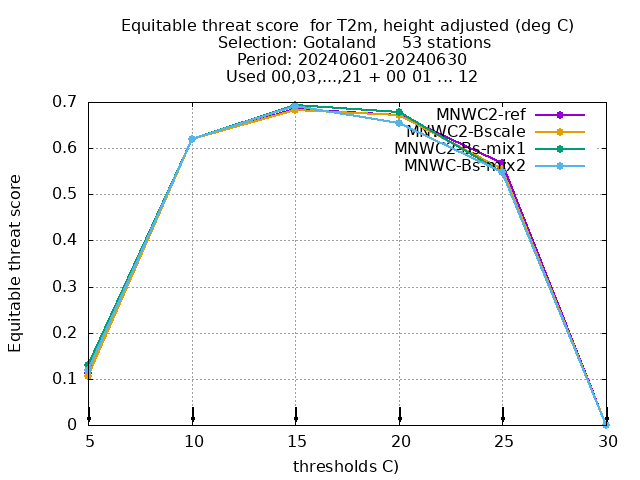 Equitable threat score  for T2m, height adjusted (deg C)
Selection: Gotaland     53 stations
Period: 20240601-20240630
Used 00,03,...,21 + 00 01 ... 12
MNWC2-ref
MNWC2-Bscale
MNWC2-Bs-mix1
MNWC-Bs-mix2
Equitable threat score
0.7
0.6
0.5
0.4
0.3
0.2
0.1
0
5 10 15 20 25 30
thresholds C)